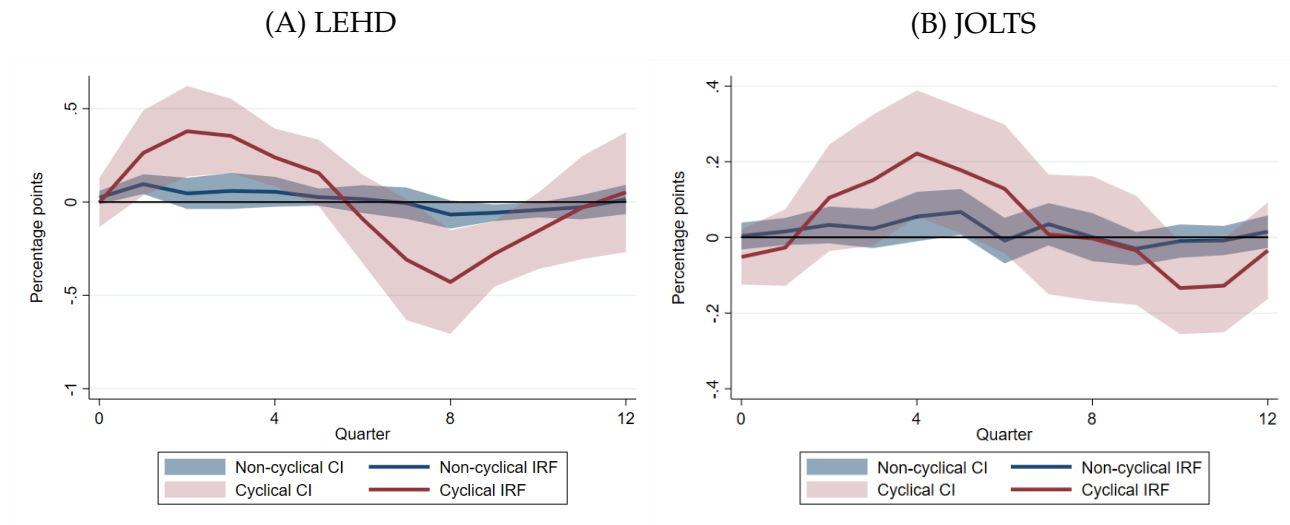 (A) LEHD
Percentage points
.5
0
-.5
-1
0 4 8 12
Quarter
Non-cyclical CI Non-cyclical IRF
Cyclical CI Cyclical IRF
(B) JOLTS
Percentage points
.4
.2
0
-.2
-.4
0 4 8 12
Quarter
Non-cyclical CI Non-cyclical IRF
Cyclical CI Cyclical IRF